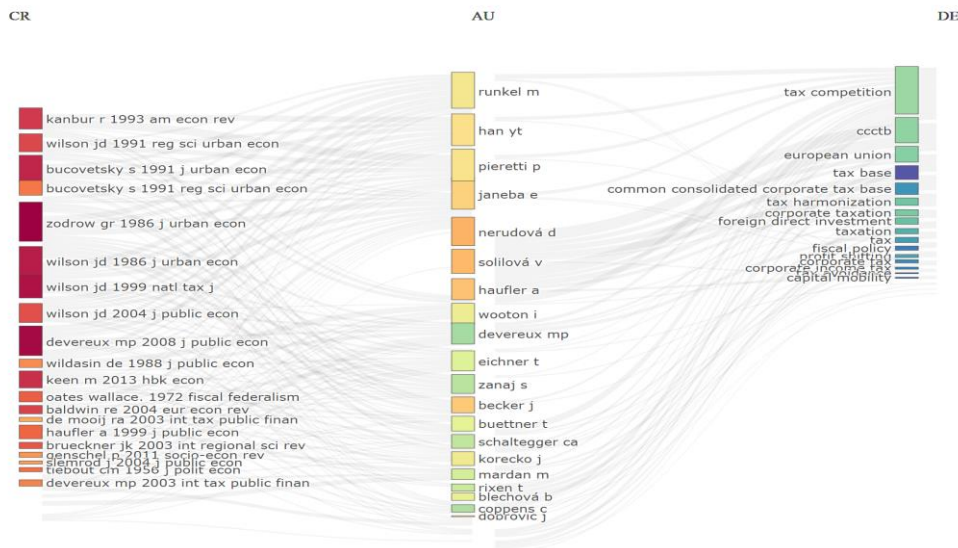 CR
AU
DE
kanbur r 1993 am econ rev
wilson jd 1991 reg sci urban econ
bucovetsky s 1991 j urban econ
bucovetsky s 1991 reg sci urban econ
zodrow gr 1986 j urban econ
wilson jd 1986 j urban econ
wilson jd 1999 natl tax j
wilson jd 2004 j public econ
devereux mp 2008 j public econ
wildasin de 1988 j public econ
keen m 2013 hbk econ
oates wallace. 1972 fiscal federalism
baldwin re 2004 eur econ rev
de mooij ra 2003 int tax public finan
haufler a 1999 j public econ
brueckner jk 2003 int regional sci rev
genschel p 2011 socio-econ rev
slemrod j 2004 j public econ
tiebout cm 1956 j polit econ
devereux mp 2003 int tax public finan
runkel m
han yt
pieretti p
janeba e
nerudová d
solilová v
haufler a
wooton i
devereux mp
eichner t
zanaj s
becker j
buettner t
schaltegger ca
korecko j
mardan m
rixen t
blechová b
coppens c
dobrovic j
tax competition
ccctb
european union
tax base
common consolidated corporate tax base
tax harmonization
corporate taxation
foreign direct investment
taxation
tax
fiscal policy
profit shifting
corporate tax
corporate income tax
tax avoidance
capital mobility